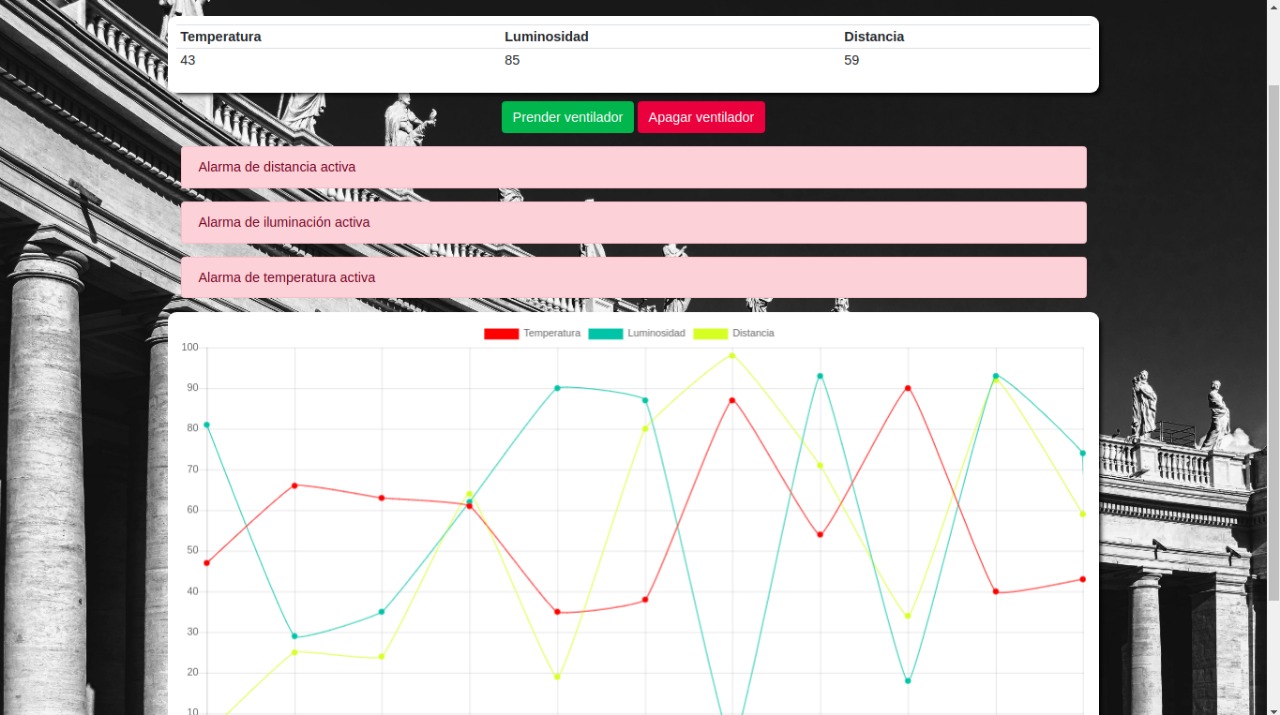 Temperatura Luminosidad Distancia
43 85 59
Prender ventilador Apagar ventilador
Alarma de distancia activa
Alarma de iluminación activa
Alarma de temperatura activa
Temperatura Luminosidad Distancia
100
90
80
70
60
50
40
30
20
10